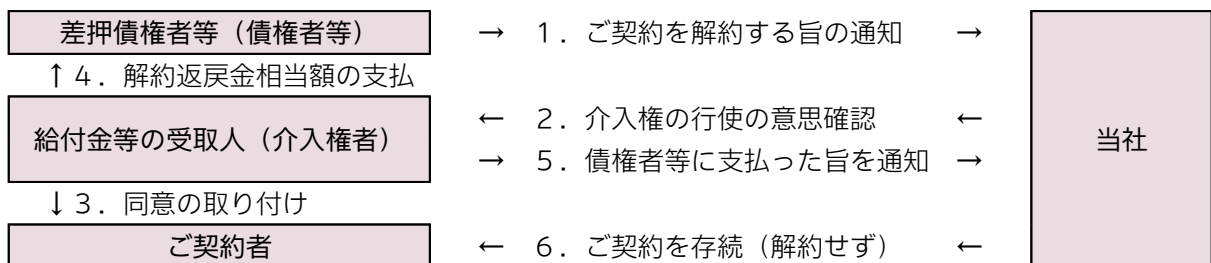 差押債権者等（債権者等） → １．ご契約を解約する旨の通知 →
↑４．解約返戻金相当額の支払
給付金等の受取人（介入権者） ← ２．介入権の行使の意思確認 ← 当社
→ ５．債権者等に支払った旨を通知 →
↓３．同意の取り付け
ご契約者 ← ６．ご契約を存続（解約せず） ←